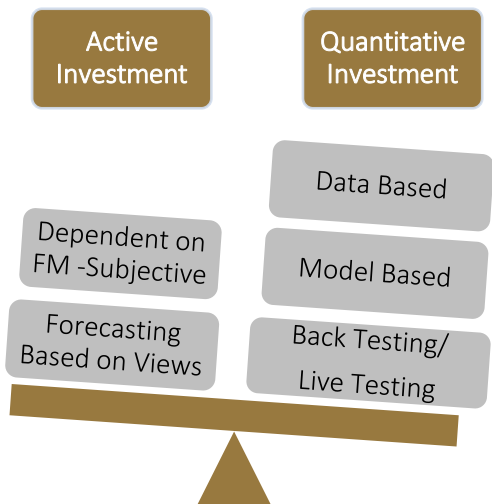 Active
Investment
Quantitative
Investment
Data Based
Dependent on
FM -Subjective
Model Based
Forecasting
Based on Views
Back Testing/
Live Testing